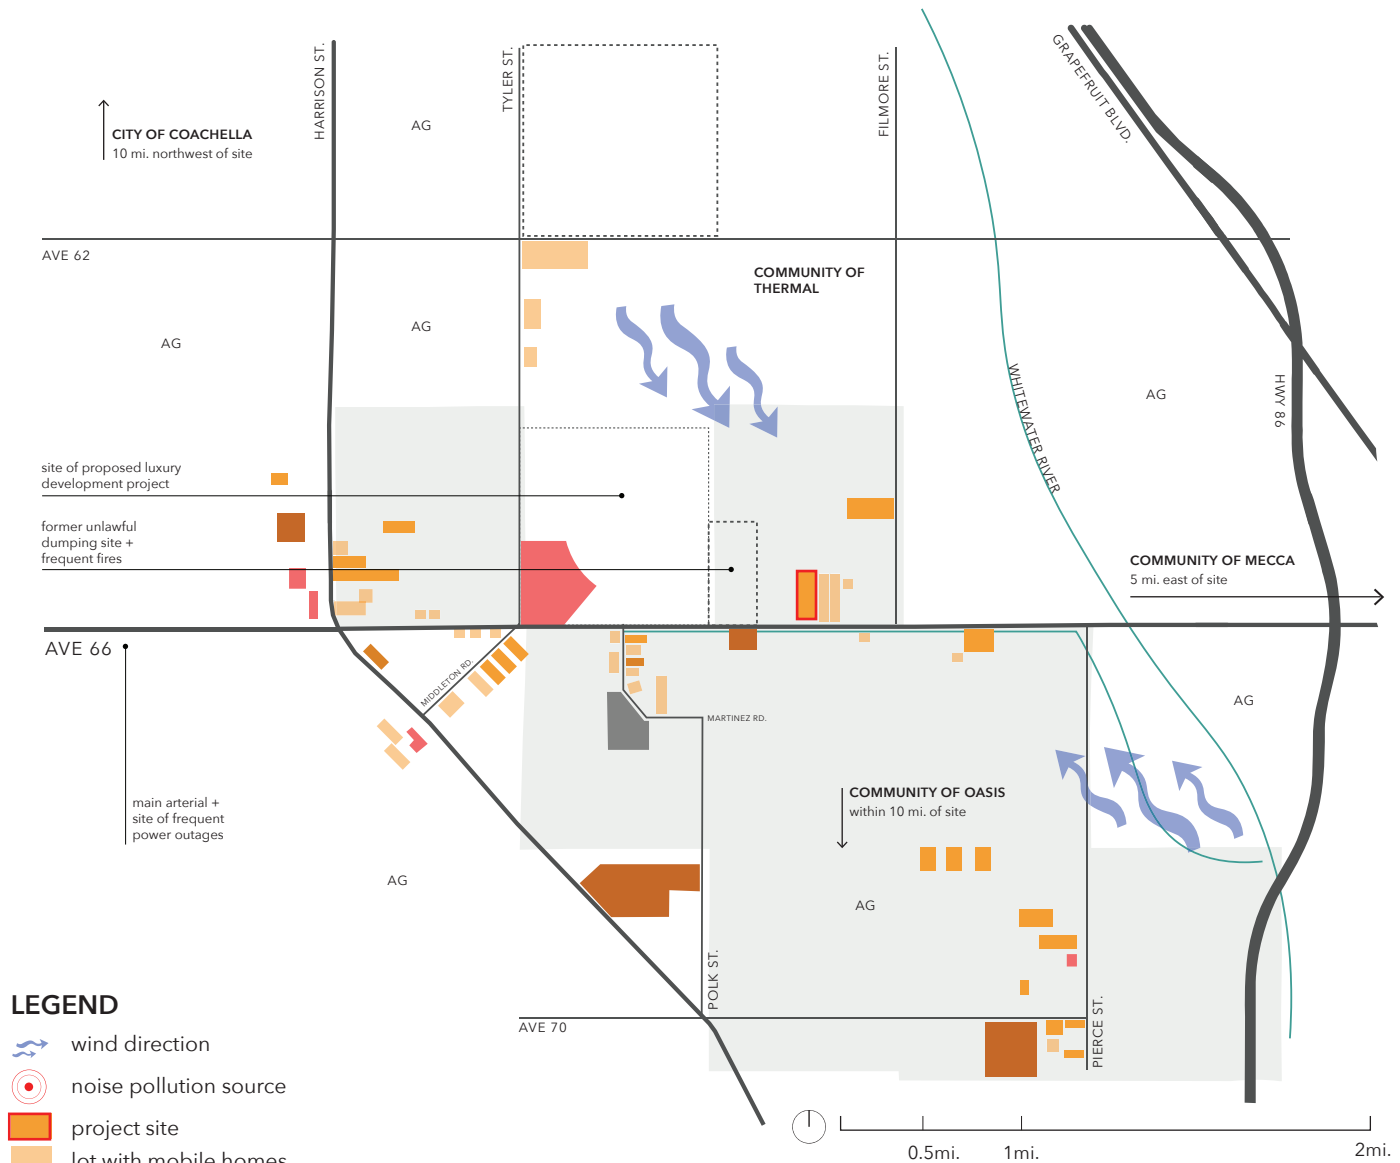 HARRISON ST.
TYLER ST.
FILMORE ST.
GRAPEFRUIT BLVD.
CITY OF COACHELLA
10 mi. northwest of site
AG
AVE 62
COMMUNITY OF
THERMAL
AG
AG
AG
WHITEWATER RIVER
HWY 86
site of proposed luxury
development project
former unlawful
dumping site +
frequent fires
COMMUNITY OF MECCA
5 mi. east of site
AVE 66
MIDDLETON RD.
MARTINEZ RD.
AG
main arterial +
site of frequent
power outages
COMMUNITY OF OASIS
within 10 mi. of site
AG
AG
POLK ST.
PIERCE ST.
AVE 70
LEGEND
wind direction
noise pollution source
project site
lot with mobile homes
0.5mi.
1mi.
2mi.